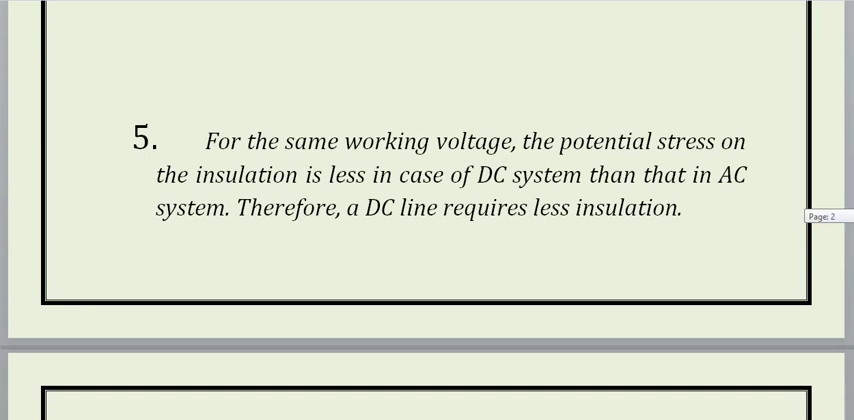 5. For the same working voltage, the potential stress on
the insulation is less in case of DC system than that in AC
system. Therefore, a DC line requires less insulation.
Page: 2